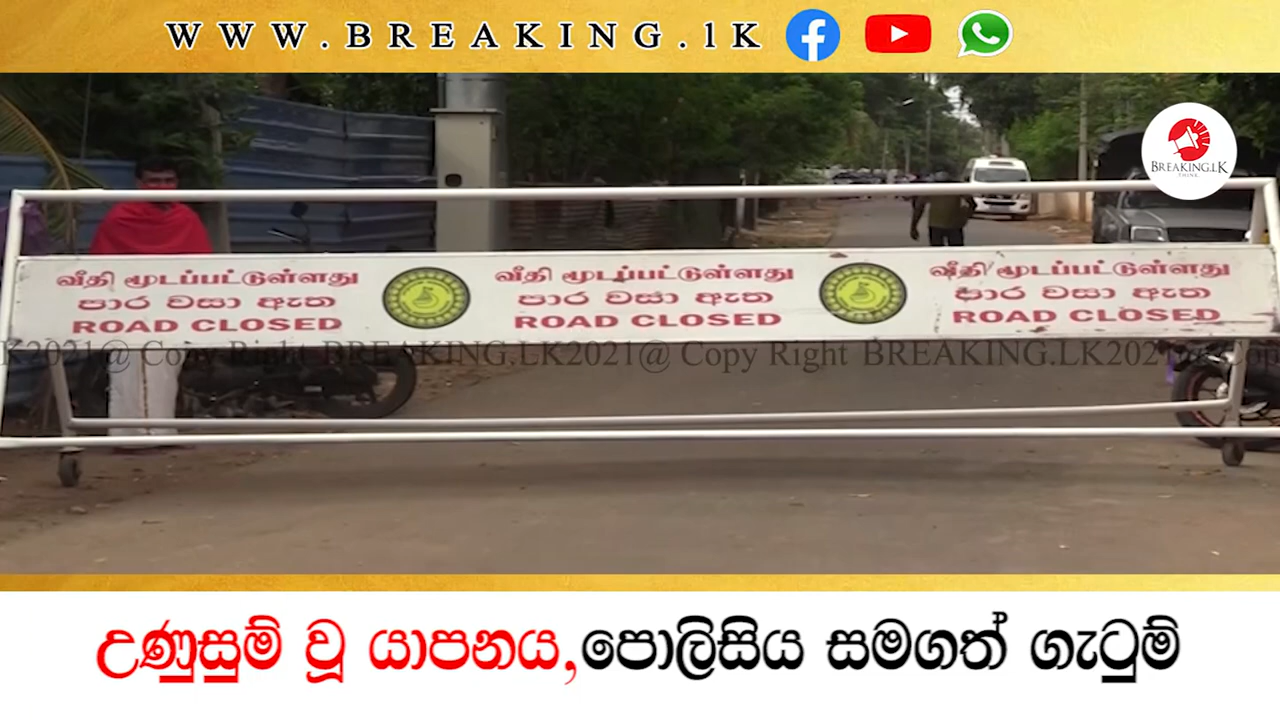 WWW.BREAKING.lK
BREAKING.LK
THINK
வீதி மூடப்பட்டுள்ளது
පාර වසා ඇත
ROAD CLOSED
வீதி மூடப்பட்டுள்ளது
පාර වසා ඇත
ROAD CLOSED
வீதி மூடப்பட்டுள்ளது
පාර වසා ඇත
ROAD CLOSED
LK2021@ Copy Right BREAKING.LK2021@ Copy Right BREAKING.LK2021@ Cop
උණුසුම් වූ යාපනය,පොලිසිය සමගත් ගැටුම්